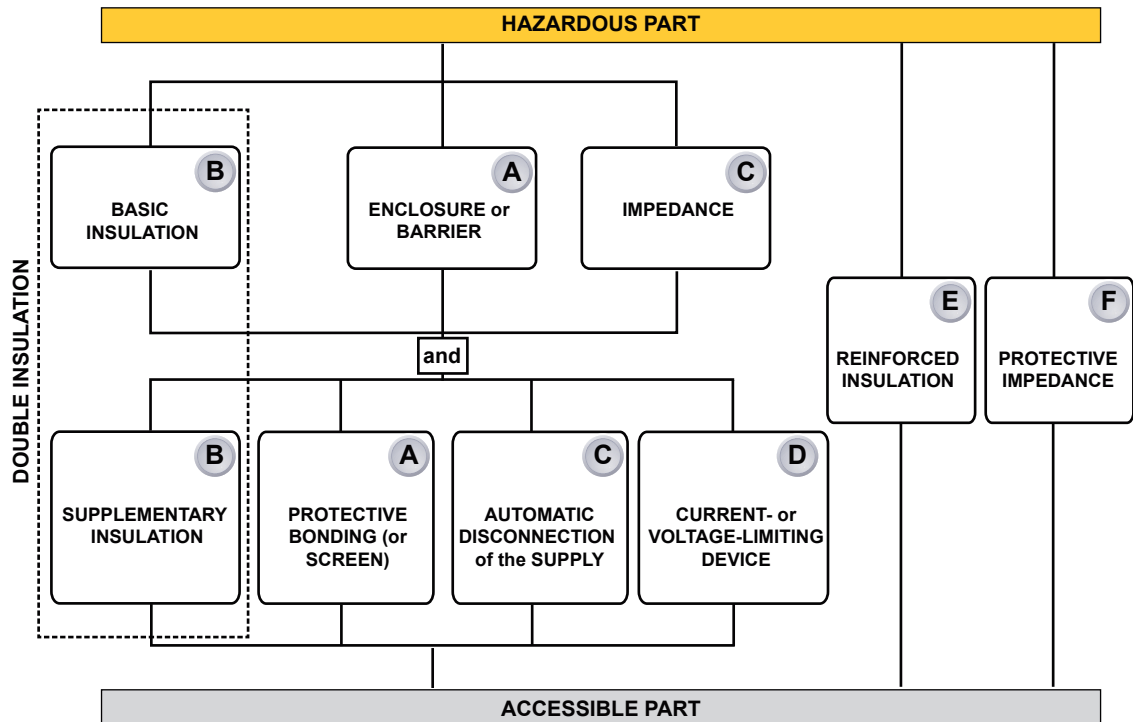 HAZARDOUS PART
DOUBLE INSULATION
B
BASIC
INSULATION
A
ENCLOSURE or
BARRIER
C
IMPEDANCE
E
REINFORCED
INSULATION
F
PROTECTIVE
IMPEDANCE
and
B
SUPPLEMENTARY
INSULATION
A
PROTECTIVE
BONDING (or
SCREEN)
C
AUTOMATIC
DISCONNECTION
of the SUPPLY
D
CURRENT- or
VOLTAGE-LIMITING
DEVICE
ACCESSIBLE PART